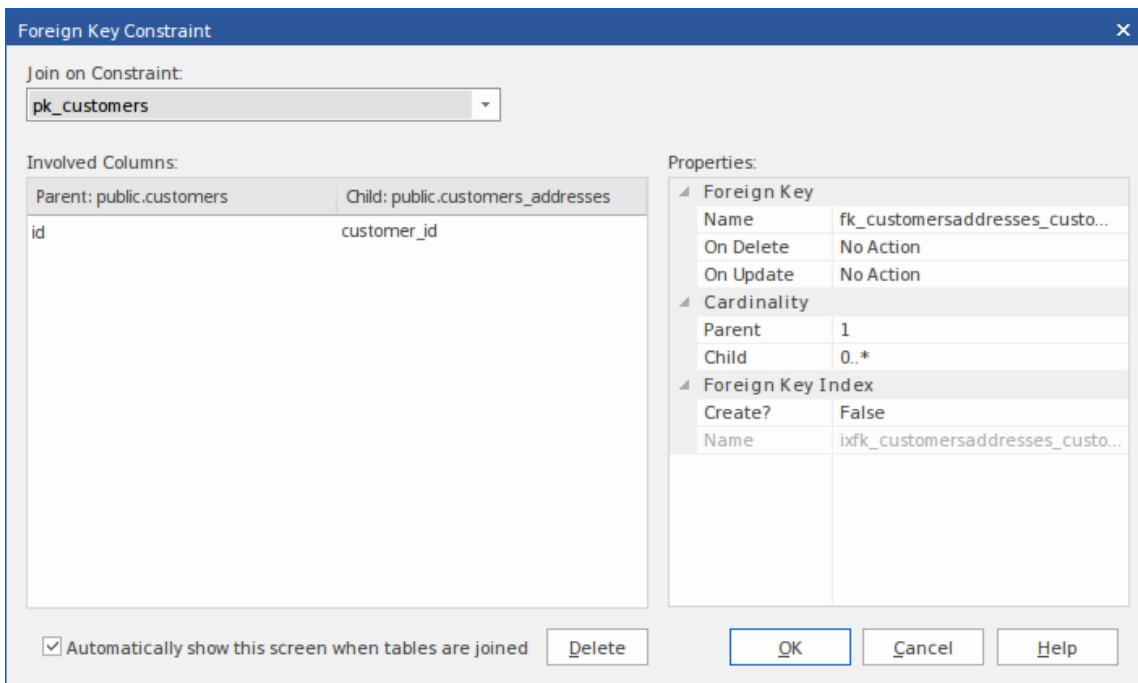 Foreign Key Constraint
Join on Constraint:
pk_customers
Involved Columns:
Parent: public.customers Child: public.customers_addresses
id customer_id
Properties:
Foreign Key
Name fk_customersaddresses_custo...
On Delete No Action
On Update No Action
Cardinality
Parent 1
Child 0..*
Foreign Key Index
Create? False
Name ixfk_customersaddresses_custo...
Automatically show this screen when tables are joined Delete OK Cancel Help